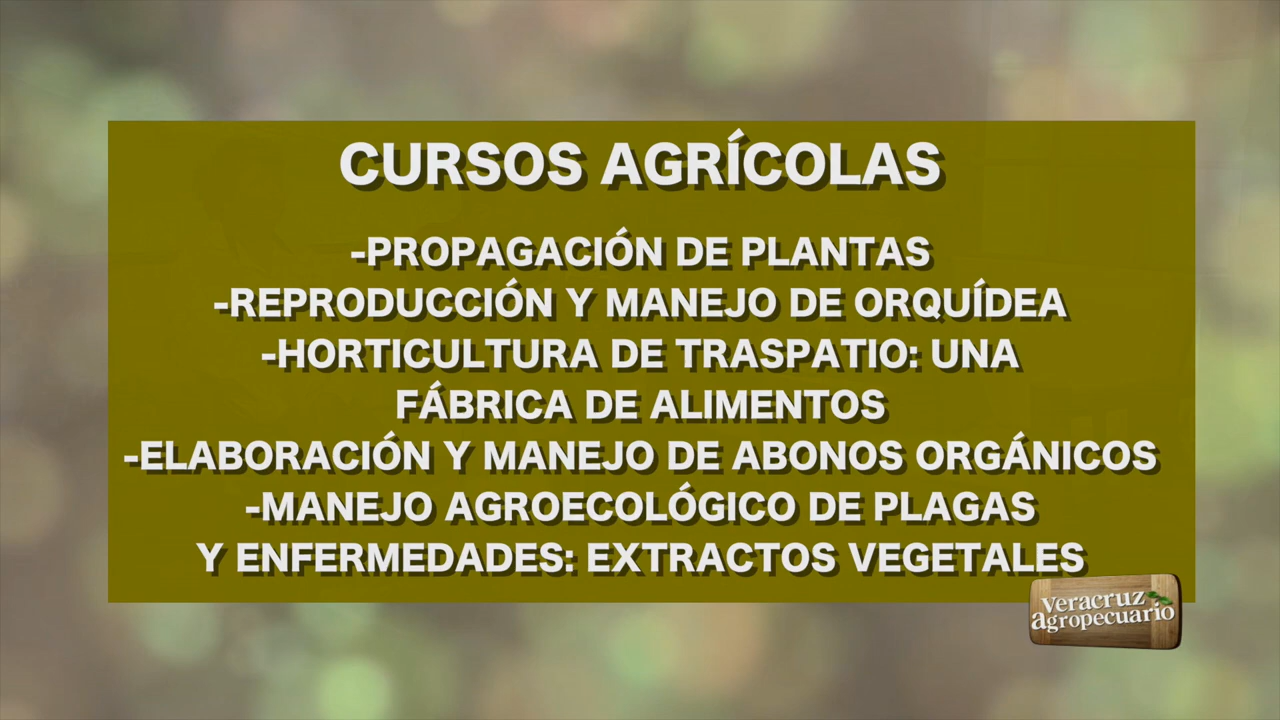 CURSOS AGRÍCOLAS
-PROPAGACIÓN DE PLANTAS
-REPRODUCCIÓN Y MANEJO DE ORQUÍDEA
-HORTICULTURA DE TRASPATIO: UNA
FÁBRICA DE ALIMENTOS
-ELABORACIÓN Y MANEJO DE ABONOS ORGÁNICOS
-MANEJO AGROECOLÓGICO DE PLAGAS
Y ENFERMEDADES: EXTRACTOS VEGETALES
veracruz
agropecuario